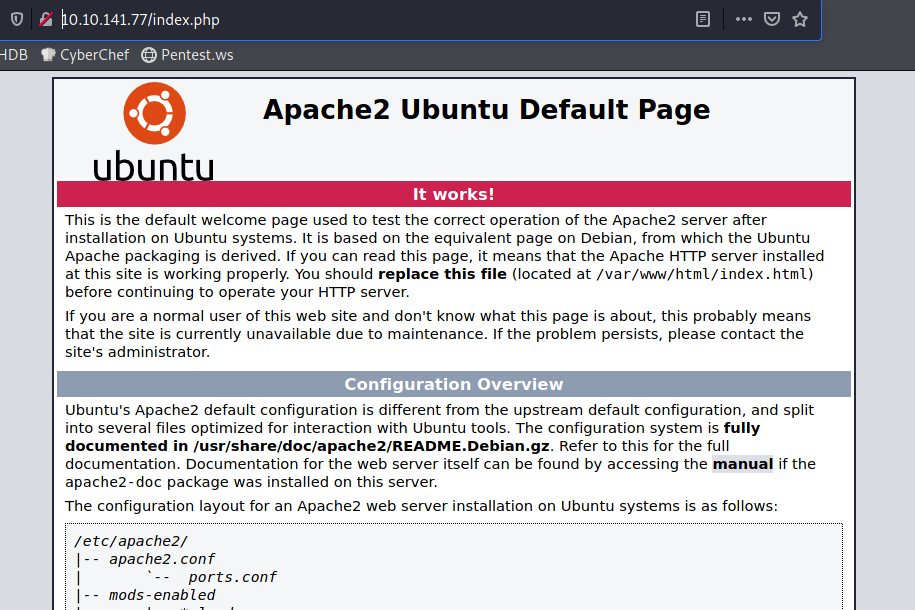 10.10.141.77/index.php
HDB CyberChef Pentest.ws
Apache2 Ubuntu Default Page
ubuntu
It works!
This is the default welcome page used to test the correct operation of the Apache2 server after
installation on Ubuntu systems. It is based on the equivalent page on Debian, from which the Ubuntu
Apache packaging is derived. If you can read this page, it means that the Apache HTTP server installed
at this site is working properly. You should replace this file (located at /var/www/html/index.html)
before continuing to operate your HTTP server.
If you are a normal user of this web site and don't know what this page is about, this probably means
that the site is currently unavailable due to maintenance. If the problem persists, please contact the
site's administrator.
Configuration Overview
Ubuntu's Apache2 default configuration is different from the upstream default configuration, and split
into several files optimized for interaction with Ubuntu tools. The configuration system is fully
documented in /usr/share/doc/apache2/README.Debian.gz. Refer to this for the full
documentation. Documentation for the web server itself can be found by accessing the manual if the
apache2-doc package was installed on this server.
The configuration layout for an Apache2 web server installation on Ubuntu systems is as follows:
/etc/apache2/
|-- apache2.conf
|       `--  ports.conf
|-- mods-enabled